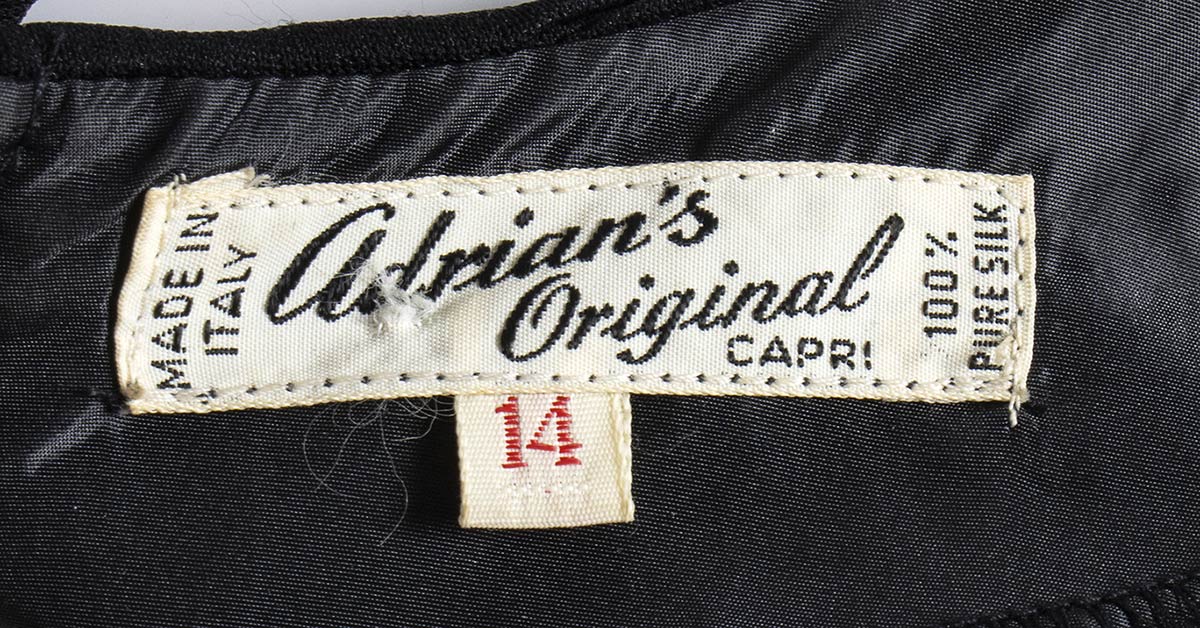 MADE IN
ITALY
Adrian's
Original
CAPRI
100%
PURE SILK
14